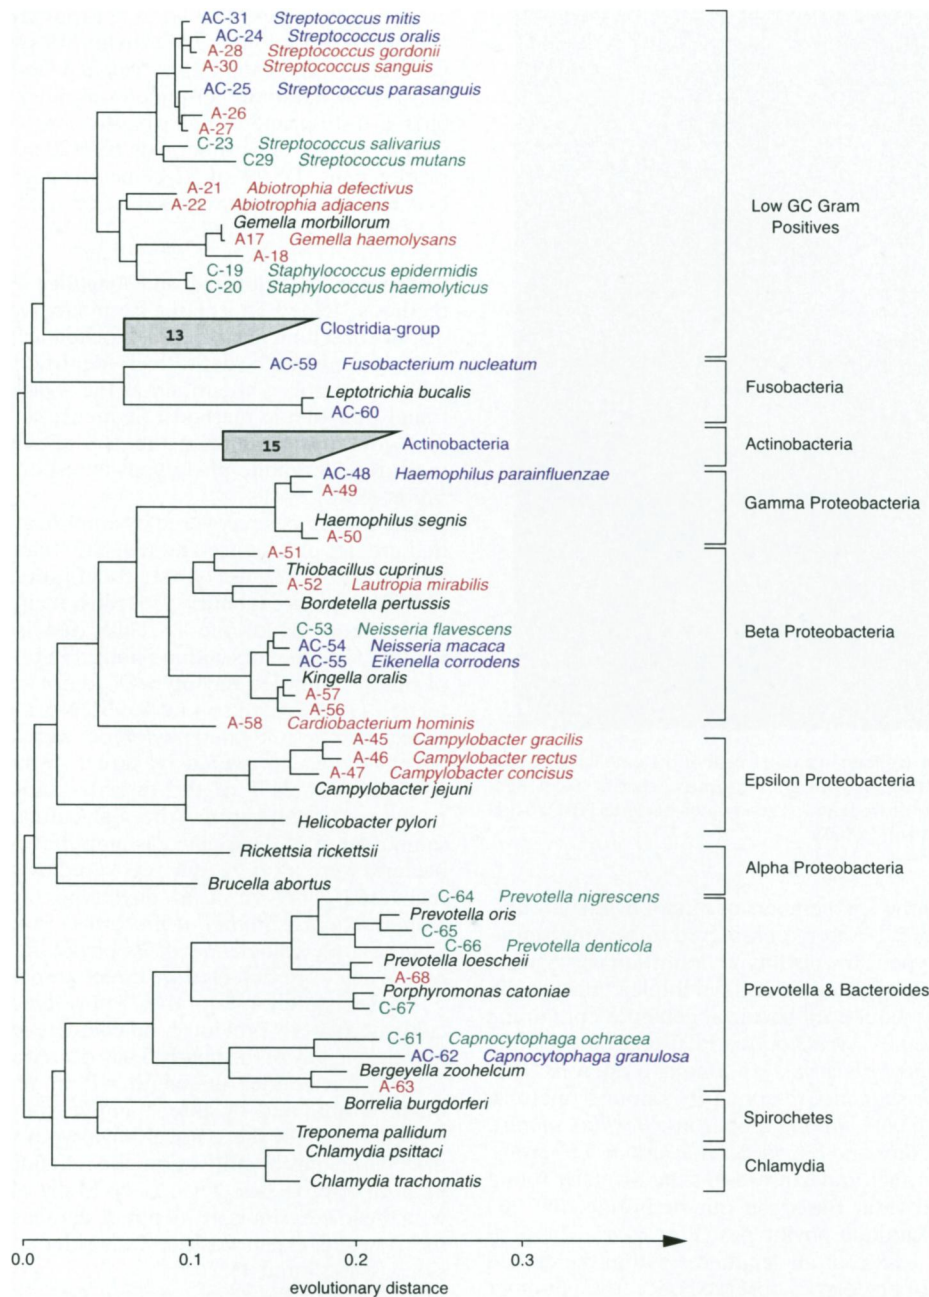 AC-31 Streptococcus mitis
AC-24 Streptococcus oralis
A-28 Streptococcus gordonii
A-30 Streptococcus sanguis
AC-25 Streptococcus parasanguis
A-26
A-27
C-23 Streptococcus salivarius
C29 Streptococcus mutans
A-21 Abiotrophia defectivus
A-22 Abiotrophia adjacens
Gemella morbillorum
A17 Gemella haemolysans
A-18
C-19 Staphylococcus epidermidis
C-20 Staphylococcus haemolyticus
Low GC Gram
Positives
13 Clostridia-group
AC-59 Fusobacterium nucleatum
Leptotrichia bucalis
AC-60
Fusobacteria
15 Actinobacteria
Actinobacteria
AC-48 Haemophilus parainfluenzae
A-49
Haemophilus segnis
A-50
Gamma Proteobacteria
A-51
Thiobacillus cuprinus
A-52 Lautropia mirabilis
Bordetella pertussis
C-53 Neisseria flavescens
AC-54 Neisseria macaca
AC-55 Eikenella corrodens
Kingella oralis
A-57
A-56
A-58 Cardiobacterium hominis
Beta Proteobacteria
A-45 Campylobacter gracilis
A-46 Campylobacter rectus
A-47 Campylobacter concisus
Campylobacter jejuni
Helicobacter pylori
Epsilon Proteobacteria
Rickettsia rickettsii
Brucella abortus
Alpha Proteobacteria
C-64 Prevotella nigrescens
Prevotella oris
C-65
C-66 Prevotella denticola
Prevotella loescheii
A-68
Porphyromonas catoniae
C-67
C-61 Capnocytophaga ochracea
AC-62 Capnocytophaga granulosa
Bergeyella zoohelcum
A-63
Prevotella & Bacteroides
Borrelia burgdorferi
Treponema pallidum
Spirochetes
Chlamydia psittaci
Chlamydia trachomatis
Chlamydia
0.0 0.1 0.2 0.3
evolutionary distance